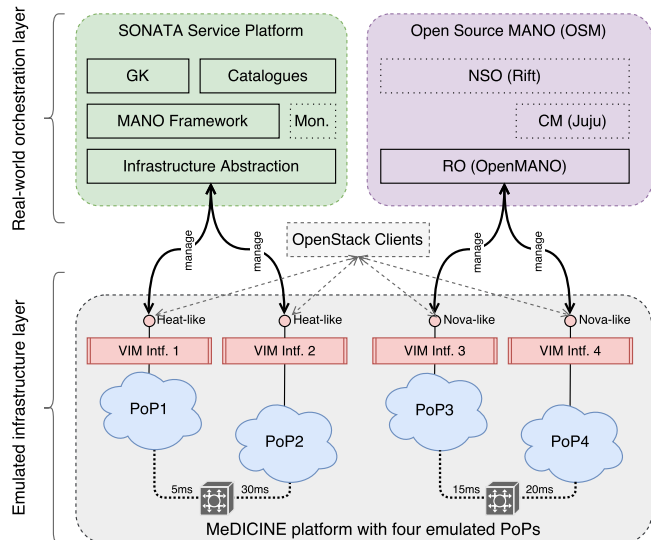 Real-world orchestration layer
SONATA Service Platform
GK
Catalogues
MANO Framework
Mon.
Infrastructure Abstraction
Open Source MANO (OSM)
NSO (Rift)
CM (Juju)
RO (OpenMANO)
OpenStack Clients
manage
manage
manage
manage
Emulated infrastructure layer
Heat-like
Heat-like
Nova-like
Nova-like
VIM Intf. 1
VIM Intf. 2
VIM Intf. 3
VIM Intf. 4
PoP1
PoP2
PoP3
PoP4
5ms
30ms
15ms
20ms
MeDICINE platform with four emulated PoPs